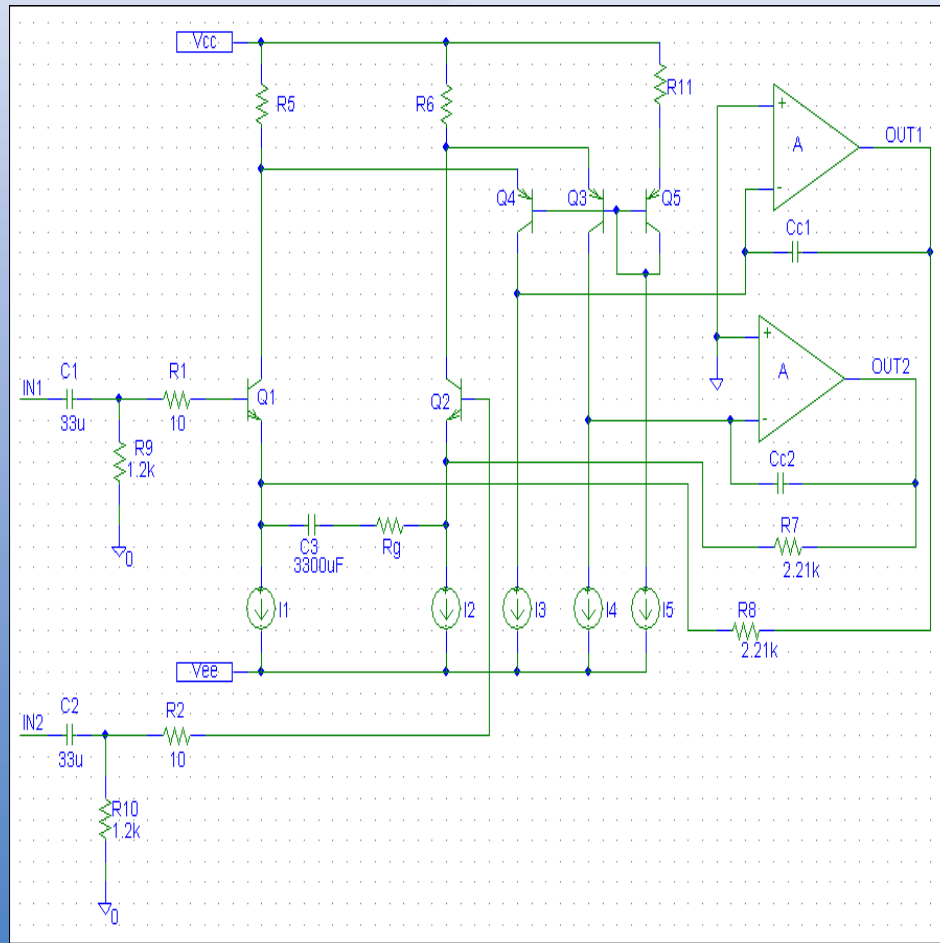 Vcc
R5
R6
R11
A
OUT1
Q4
Q3
Q5
+
-
Cc1
C1
R1
IN1
33u
10
Q1
Q2
+
A
OUT2
-
R9
1.2k
Cc2
C3
3300uF
Rg
R7
2.21k
0
I1
I2
I3
I4
I5
R8
2.21k
Vee
C2
R2
IN2
33u
10
R10
1.2k
0